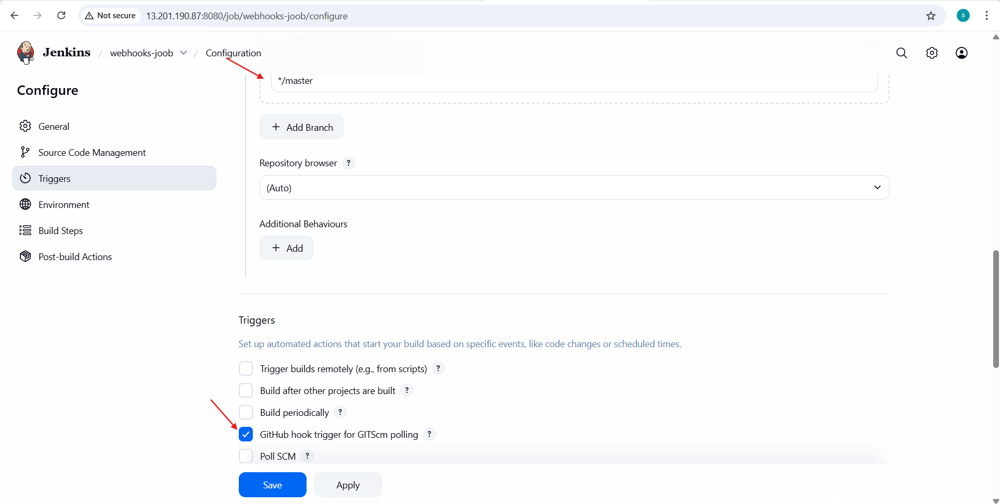 Not secure 13.201.190.87:8080/job/webhooks-joob/configure
s
Jenkins / webhooks-joob / Configuration
Configure
General
Source Code Management
Triggers
Environment
Build Steps
Post-build Actions
*/master
+ Add Branch
Repository browser ?
(Auto)
Additional Behaviours
+ Add
Triggers
Set up automated actions that start your build based on specific events, like code changes or scheduled times.
Trigger builds remotely (e.g., from scripts) ?
Build after other projects are built ?
Build periodically ?
GitHub hook trigger for GITScm polling ?
Poll SCM ?
Save Apply